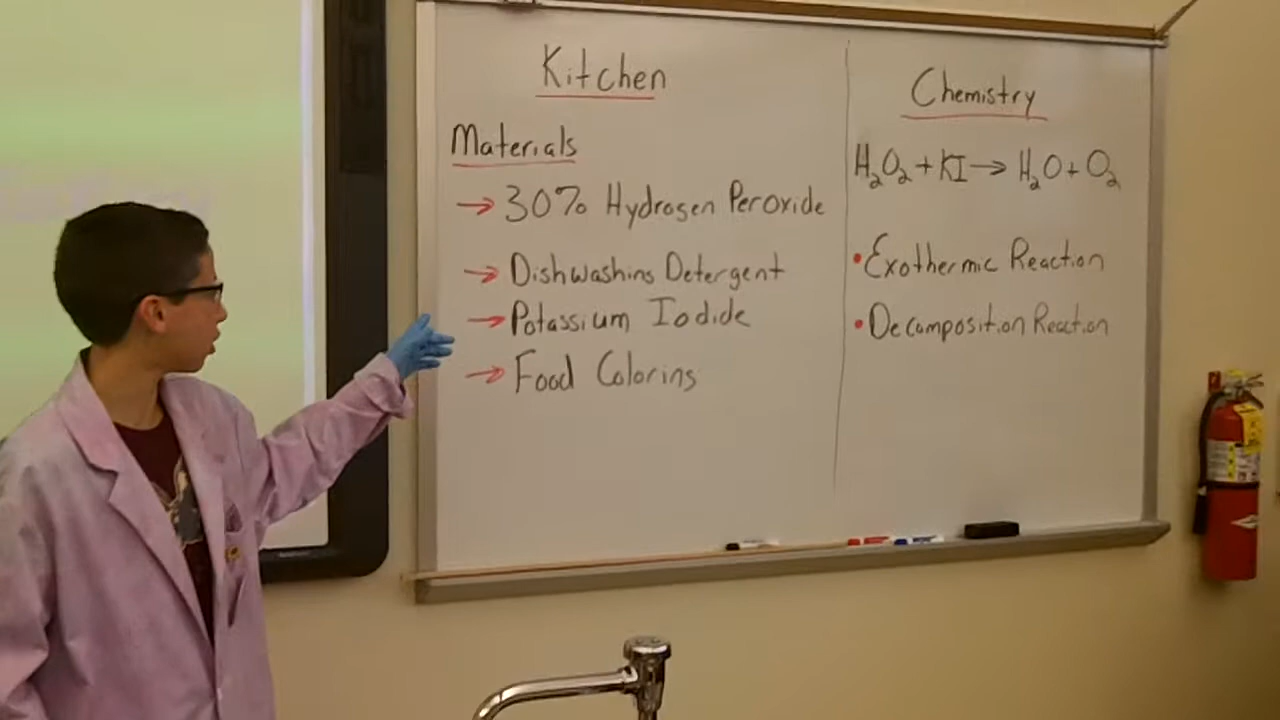 Kitchen
Materials
→ 30% Hydrogen Peroxide
→ Dishwashing Detergent
→ Potassium Iodide
→ Food Coloring
Chemistry
H₂O₂ + KI → H₂O + O₂
• Exothermic Reaction
• Decomposition Reaction